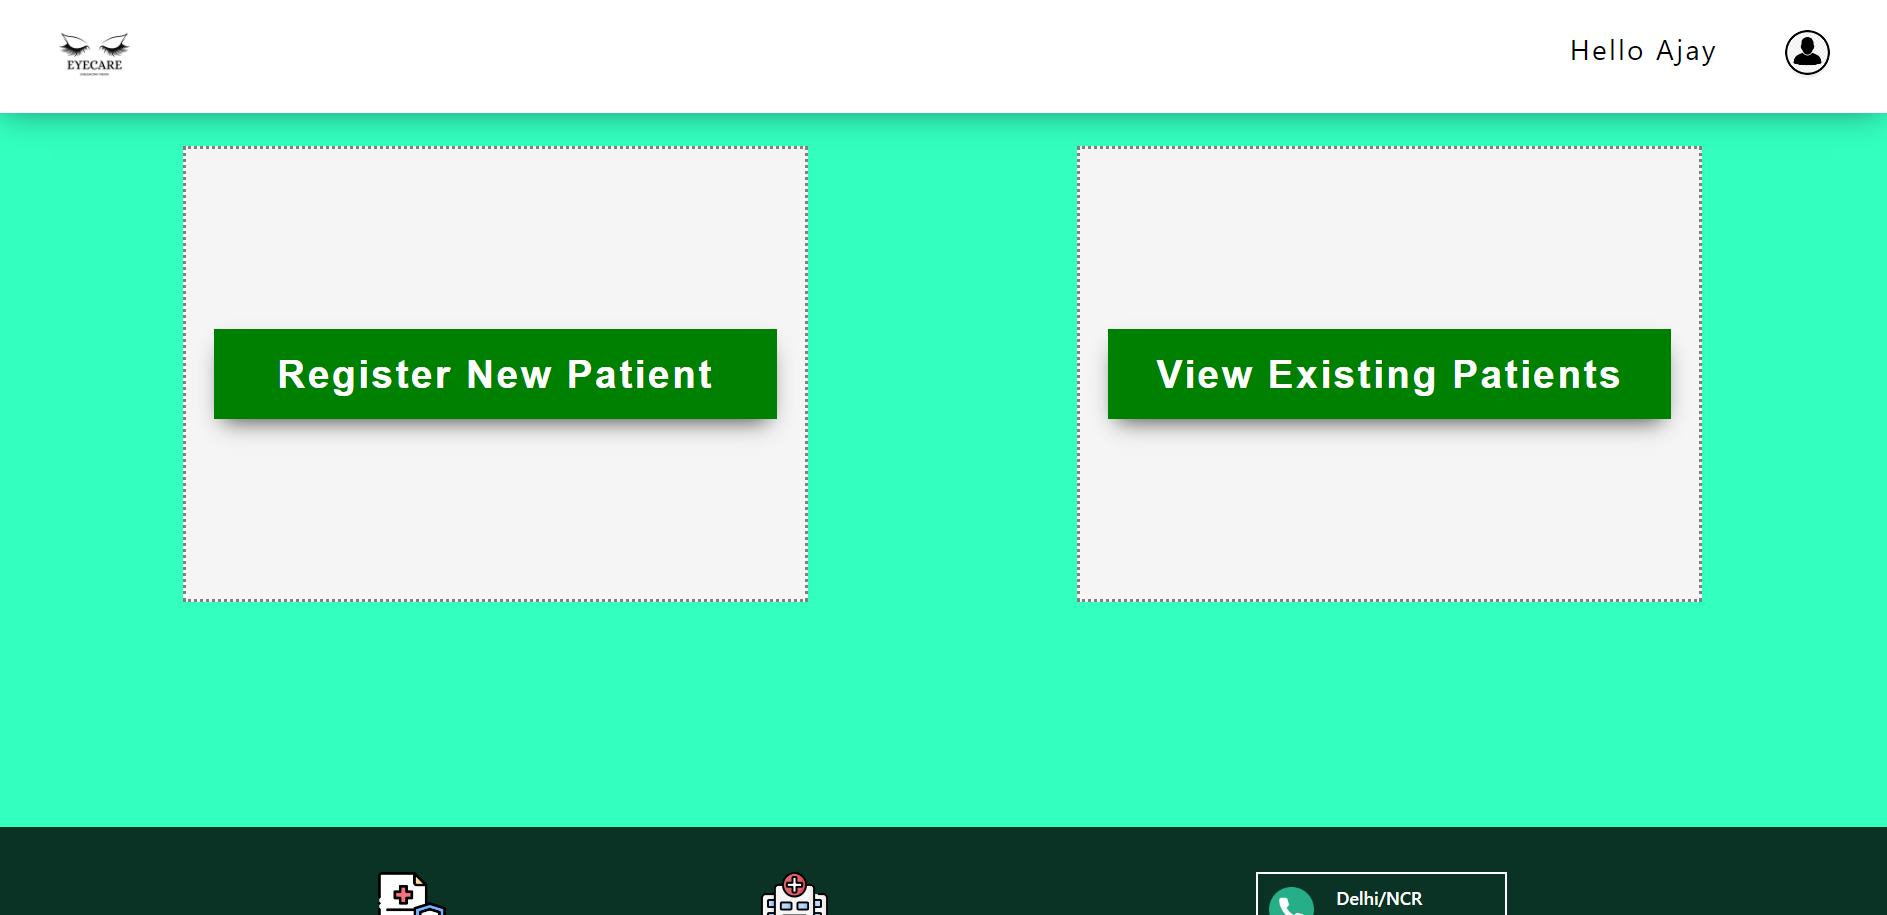 EYECARE
Hello Ajay
Register New Patient
View Existing Patients
Delhi/NCR